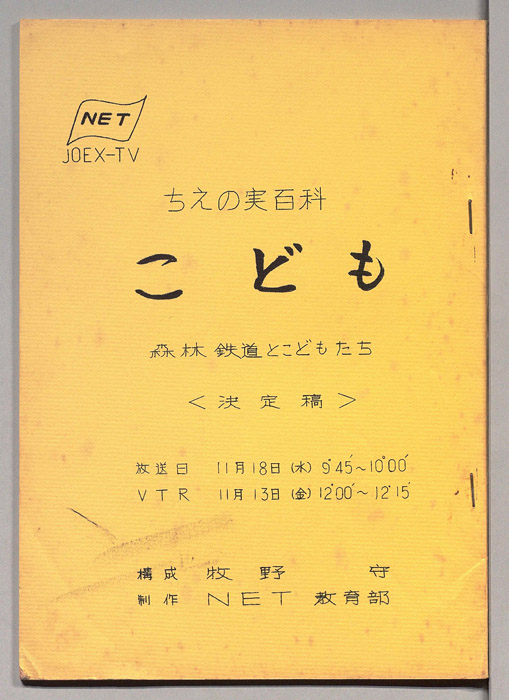 NET
JOEX-TV
ちえの実百科
こども
森林鉄道とこどもたち
<決定稿>
放送日 11月18日(水) 9°45′~10°00′
VTR 11月13日(金) 12°00′~12°15′
構成 牧野 守
制作 NET 教育部